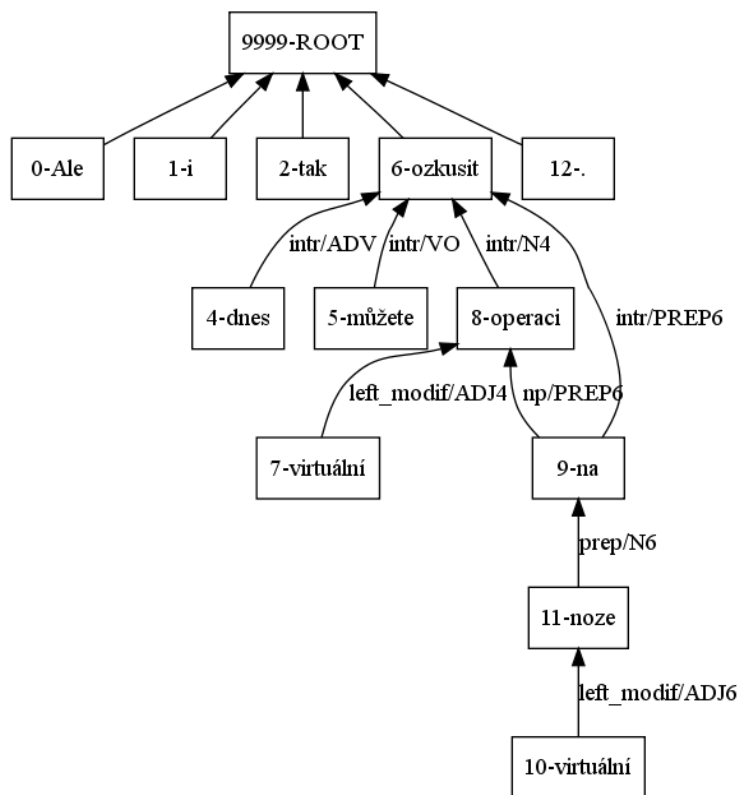 9999-ROOT
0-Ale
1-i
2-tak
6-ozkusit
12-.
intr/ADV
intr/VO
intr/N4
intr/PREP6
4-dnes
5-můžete
8-operaci
left_modif/ADJ4
np/PREP6
7-virtuální
9-na
prep/N6
11-noze
left_modif/ADJ6
10-virtuální